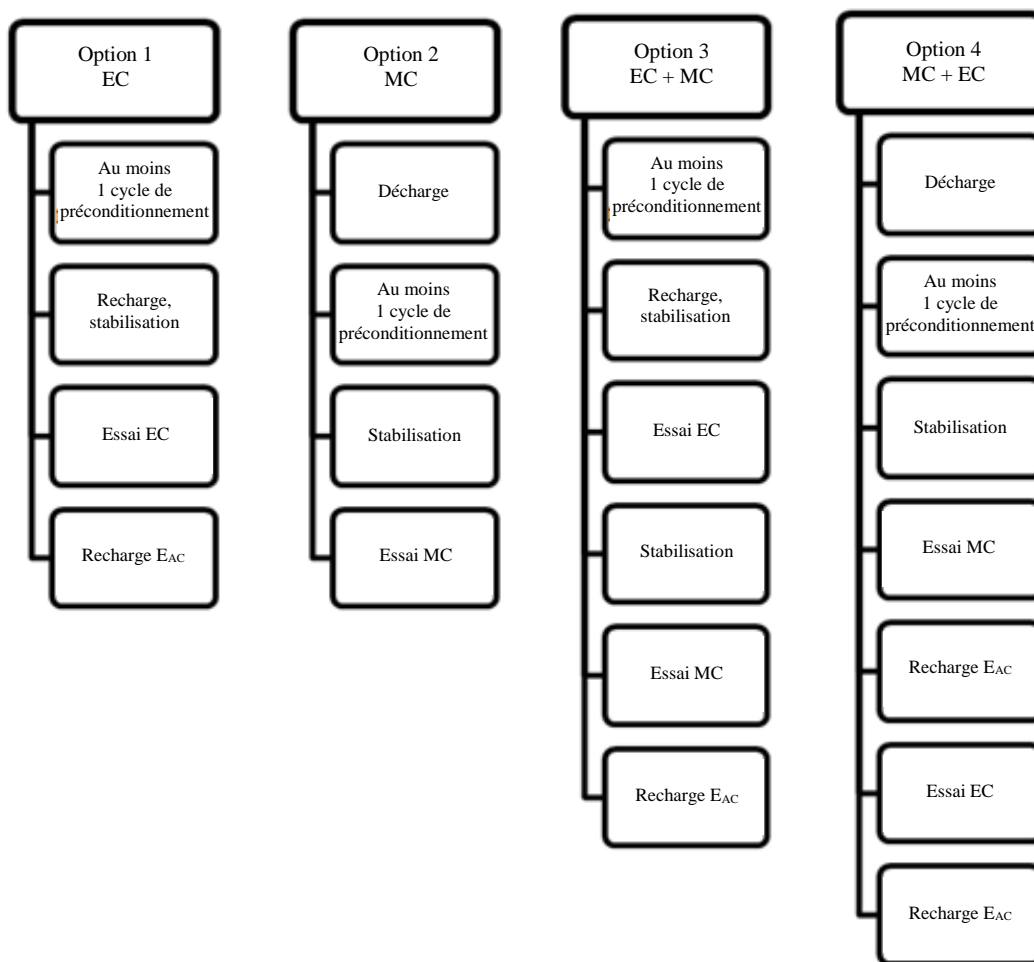 Option 1
EC
Au moins
1 cycle de
préconditionnement
Recharge,
stabilisation
Essai EC
Recharge EAC
Option 2
MC
Décharge
Au moins
1 cycle de
préconditionnement
Stabilisation
Essai MC
Option 3
EC + MC
Au moins
1 cycle de
préconditionnement
Recharge,
stabilisation
Essai EC
Stabilisation
Essai MC
Recharge EAC
Option 4
MC + EC
Décharge
Au moins
1 cycle de
préconditionnement
Stabilisation
Essai MC
Recharge EAC
Essai EC
Recharge EAC